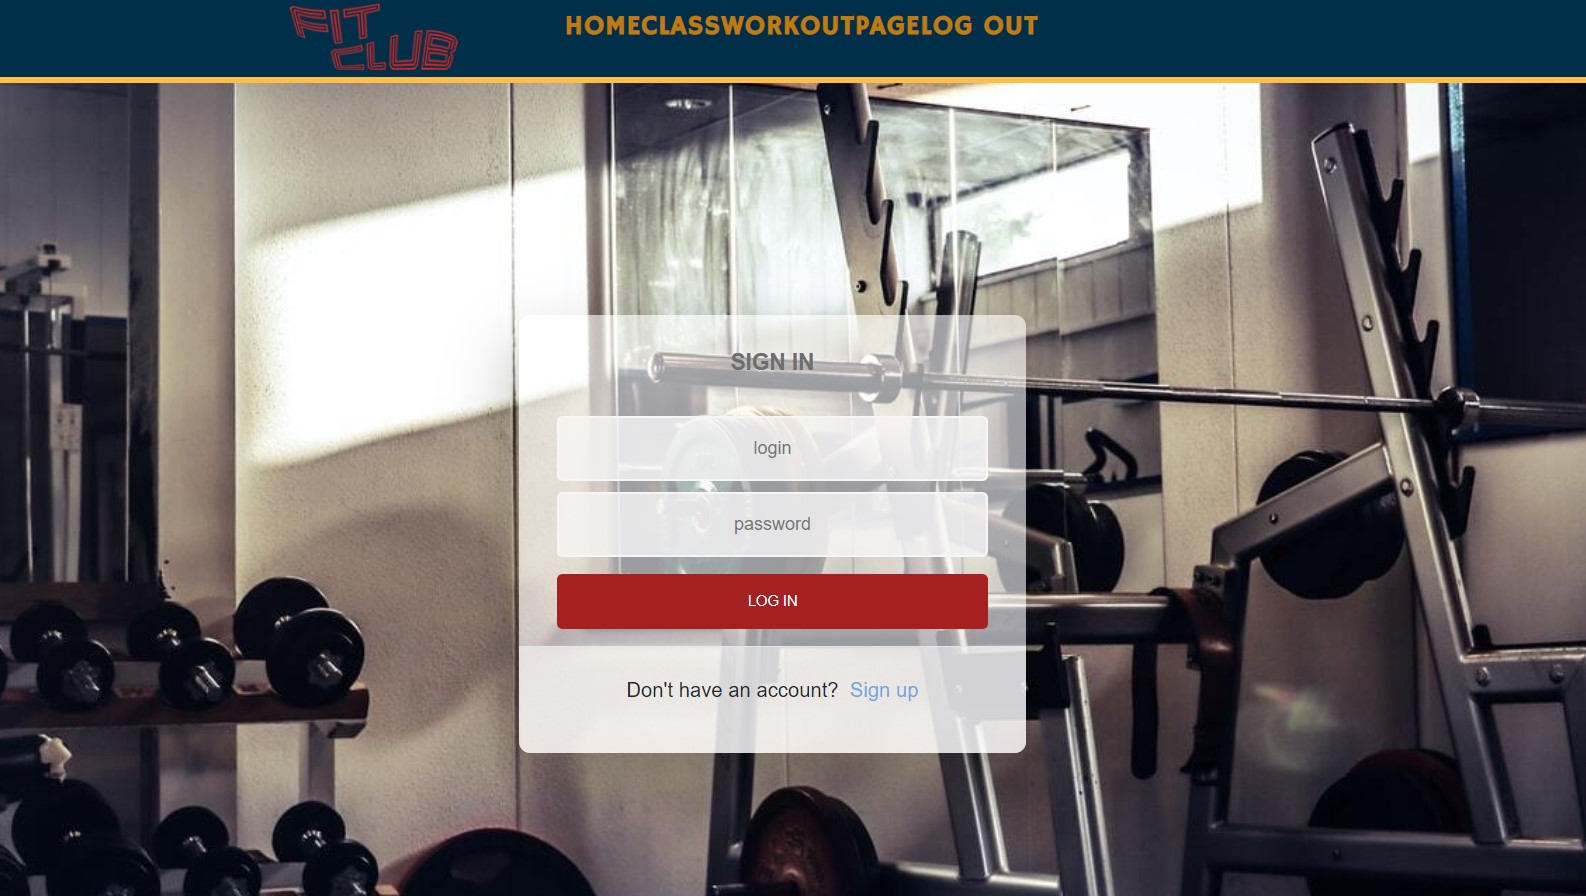 FIT
CLUB
HOMECLASSWORKOUTPAGELOG OUT
SIGN IN
login
password
LOG IN
Don't have an account? Sign up